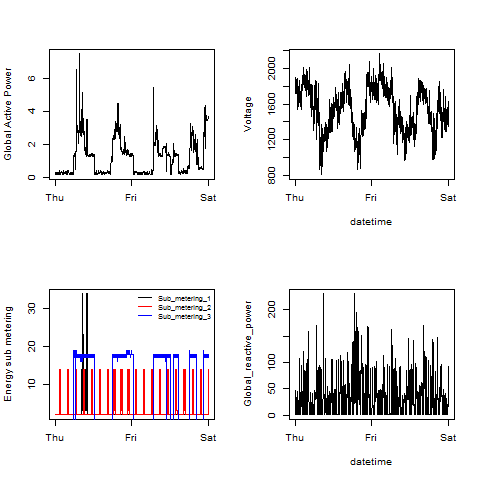 Global Active Power
0 2 4 6
Thu Fri Sat
Voltage
800 1200 1600 2000
Thu Fri Sat
datetime
Energy sub metering
10 20 30
Sub_metering_1
Sub_metering_2
Sub_metering_3
Thu Fri Sat
Global_reactive_power
0 50 100 200
Thu Fri Sat
datetime